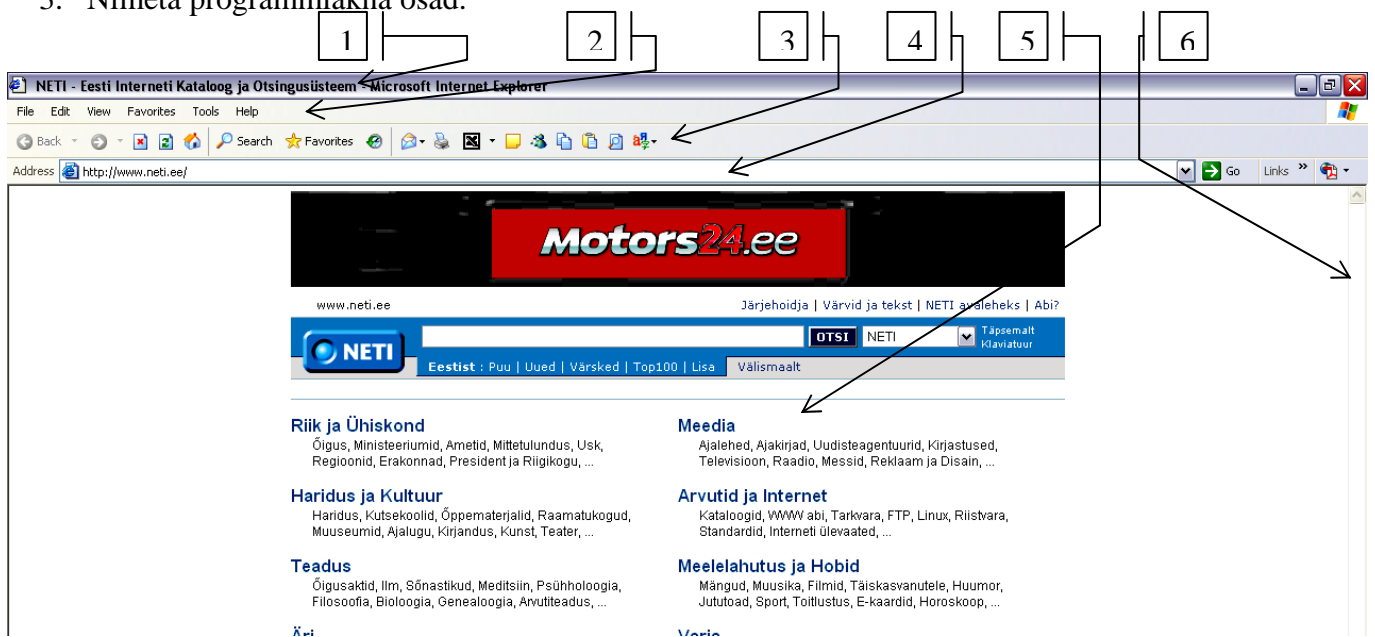 3. Nimeta programmiakna osad.
1 2 3 4 5 6
NETI - Eesti Interneti Kataloog ja Otsingusüsteem - Microsoft Internet Explorer
File Edit View Favorites Tools Help
Back Search Favorites
Address http://www.neti.ee/ Go Links »
Motors24.ee
www.neti.ee Järjehoidja | Värvid ja tekst | NETI avaleheks | Abi?
NETI OTSI NETI Täpsemalt
Klaviatuur
Eestist : Puu | Uued | Värsked | Top100 | Lisa Välismaalt
Riik ja Ühiskond
Õigus, Ministeeriumid, Ametid, Mittetulundus, Usk,
Regioonid, Erakonnad, President ja Riigikogu, ...
Meedia
Ajalehed, Ajakirjad, Uudisteagentuurid, Kirjastused,
Televisioon, Raadio, Messid, Reklaam ja Disain, ...
Haridus ja Kultuur
Haridus, Kutsekoolid, Õppematerjalid, Raamatukogud,
Muuseumid, Ajalugu, Kirjandus, Kunst, Teater, ...
Arvutid ja Internet
Kataloogid, WWW abi, Tarkvara, FTP, Linux, Riistvara,
Standardid, Interneti ülevaated, ...
Teadus
Õigusaktid, Ilm, Sõnastikud, Meditsiin, Psühholoogia,
Filosoofia, Bioloogia, Genealoogia, Arvutiteadus, ...
Meelelahutus ja Hobid
Mängud, Muusika, Filmid, Täiskasvanutele, Huumor,
Jututoad, Sport, Toitlustus, E-kaardid, Horoskoop, ...
Äri